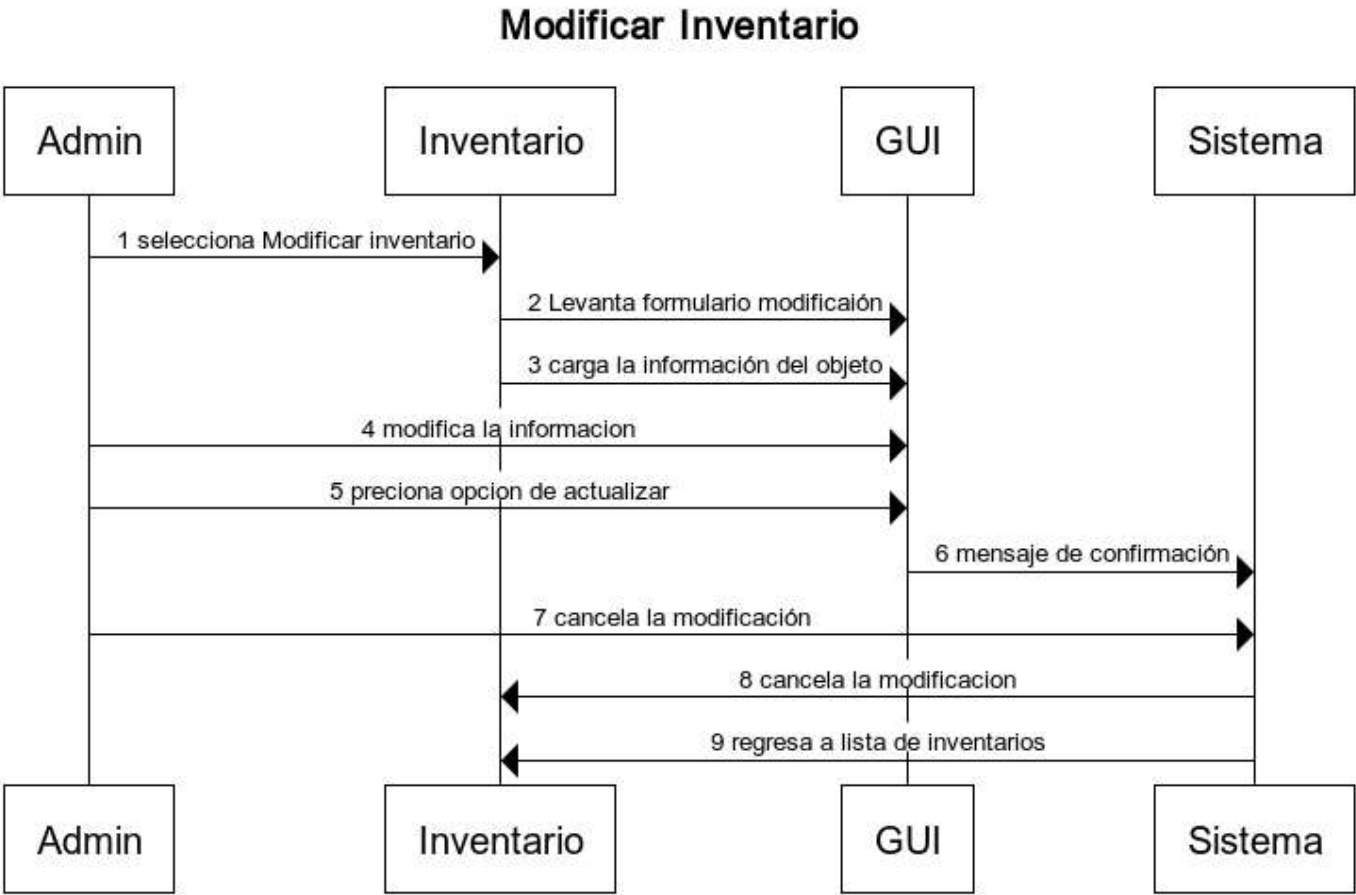 Modificar Inventario
Admin
Inventario
GUI
Sistema
1 selecciona Modificar inventario
2 Levanta formulario modificaión
3 carga la información del objeto
4 modifica la informacion
5 preciona opcion de actualizar
6 mensaje de confirmación
7 cancela la modificación
8 cancela la modificacion
9 regresa a lista de inventarios
Admin
Inventario
GUI
Sistema